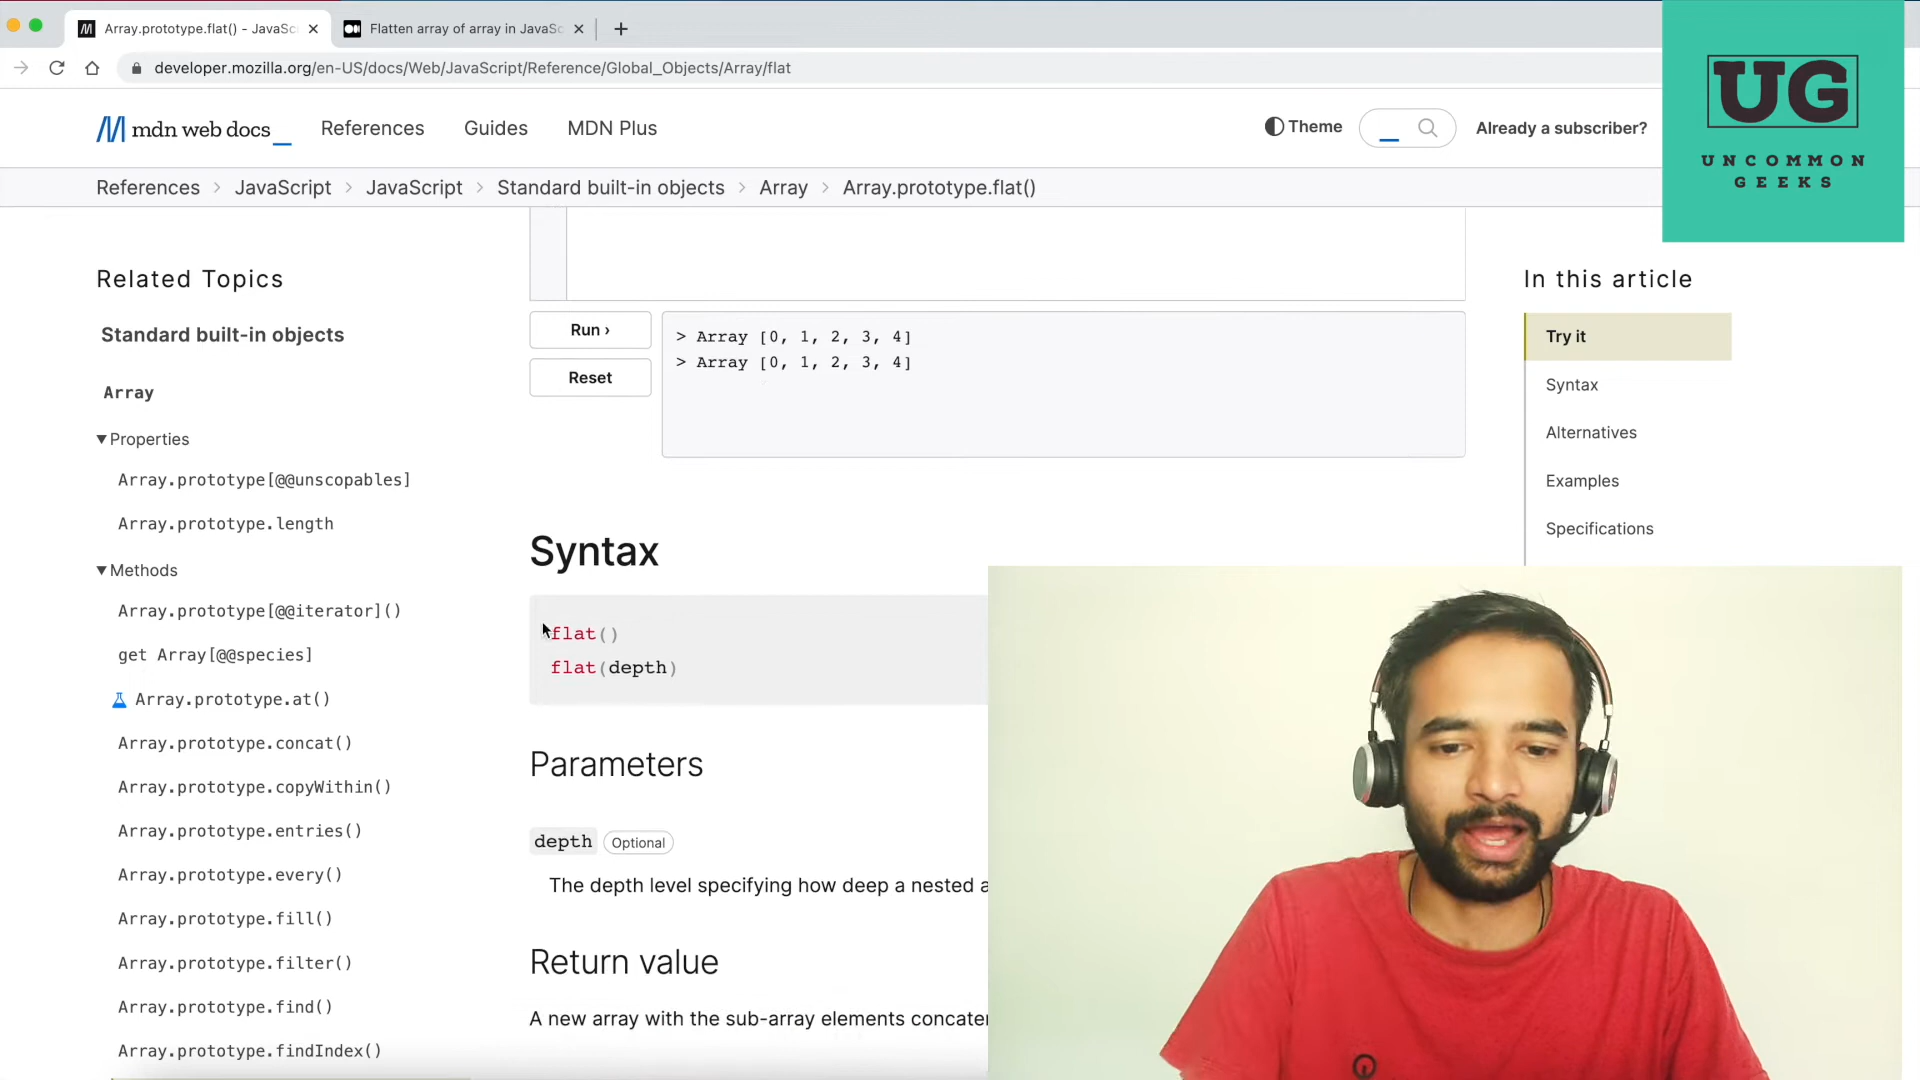 Array.prototype.flat() - JavaSc
Flatten array of array in JavaSc
developer.mozilla.org/en-US/docs/Web/JavaScript/Reference/Global_Objects/Array/flat
UG
UNCOMMON
GEEKS
mdn web docs_
References
Guides
MDN Plus
Theme
Already a subscriber?
References > JavaScript > JavaScript > Standard built-in objects > Array > Array.prototype.flat()
Related Topics
Standard built-in objects
Array
Properties
Array.prototype[@@unscopables]
Array.prototype.length
Methods
Array.prototype[@@iterator]()
get Array[@@species]
Array.prototype.at()
Array.prototype.concat()
Array.prototype.copyWithin()
Array.prototype.entries()
Array.prototype.every()
Array.prototype.fill()
Array.prototype.filter()
Array.prototype.find()
Array.prototype.findIndex()
Run ›
Reset
> Array [0, 1, 2, 3, 4]
> Array [0, 1, 2, 3, 4]
Syntax
flat()
flat(depth)
Parameters
depth Optional
The depth level specifying how deep a nested a
Return value
A new array with the sub-array elements concaten
In this article
Try it
Syntax
Alternatives
Examples
Specifications